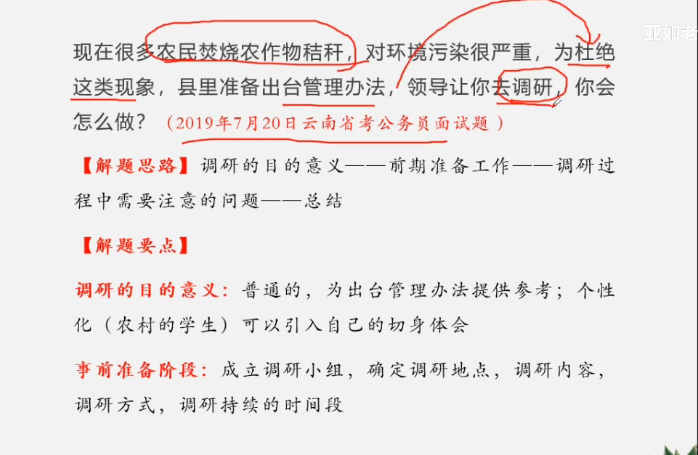 亚如老
现在很多农民焚烧农作物秸秆，对环境污染很严重，为杜绝
这类现象，县里准备出台管理办法，领导让你去调研，你会
怎么做？（2019年7月20日云南省考公务员面试题）
【解题思路】调研的目的意义——前期准备工作——调研过
程中需要注意的问题——总结
【解题要点】
调研的目的意义：普通的，为出台管理办法提供参考；个性
化（农村的学生）可以引入自己的切身体会
事前准备阶段：成立调研小组，确定调研地点，调研内容，
调研方式，调研持续的时间段